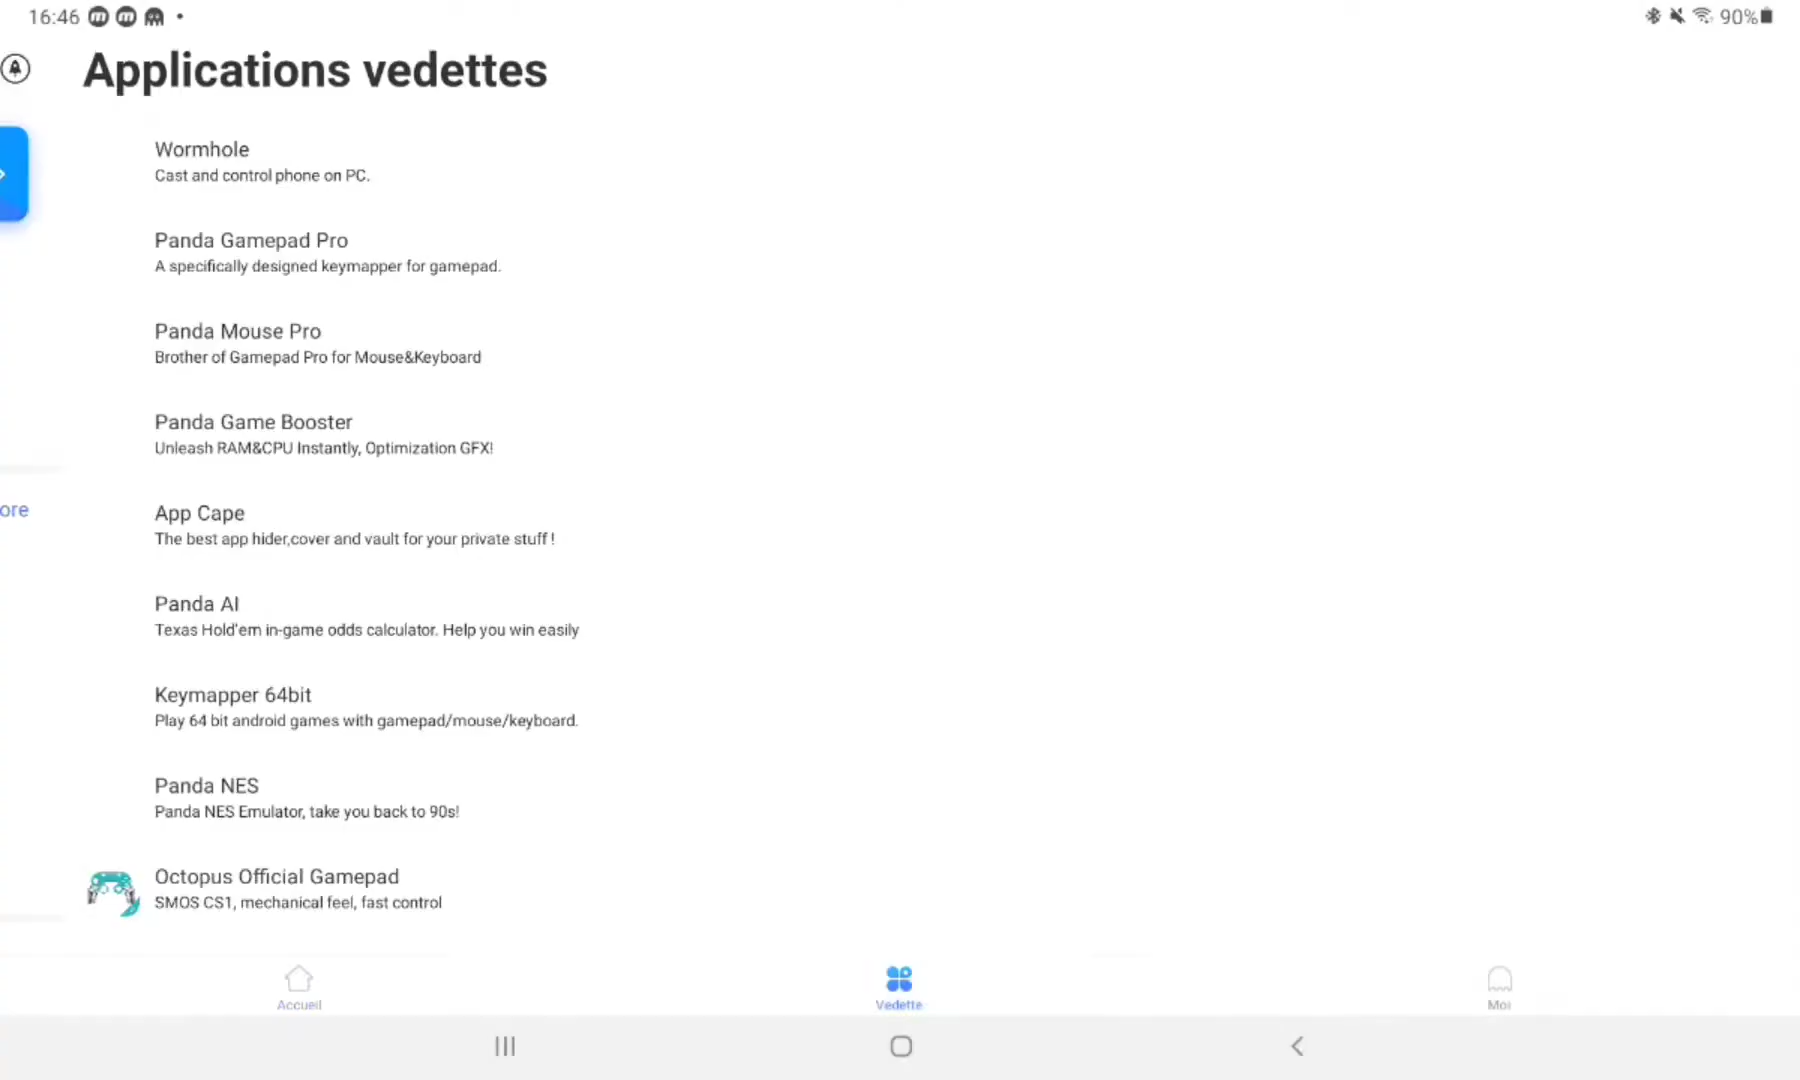 16:46
90%
Applications vedettes
Wormhole
Cast and control phone on PC.
Panda Gamepad Pro
A specifically designed keymapper for gamepad.
Panda Mouse Pro
Brother of Gamepad Pro for Mouse&Keyboard
Panda Game Booster
Unleash RAM&CPU Instantly, Optimization GFX!
ore
App Cape
The best app hider,cover and vault for your private stuff !
Panda AI
Texas Hold'em in-game odds calculator. Help you win easily
Keymapper 64bit
Play 64 bit android games with gamepad/mouse/keyboard.
Panda NES
Panda NES Emulator, take you back to 90s!
Octopus Official Gamepad
SMOS CS1, mechanical feel, fast control
Accueil
Vedette
Moi